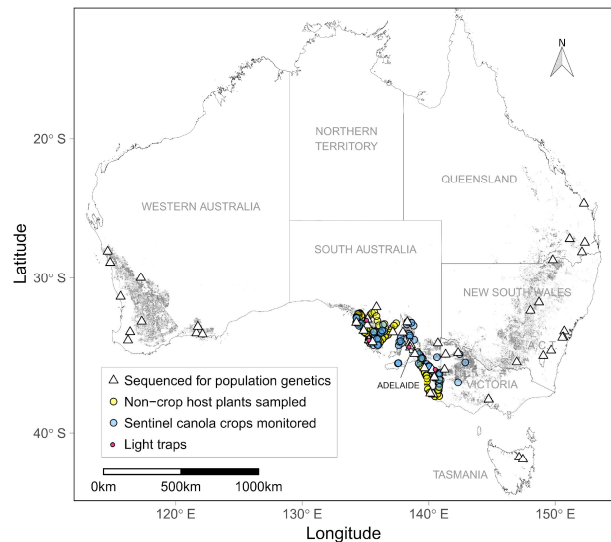 N
20° S
30° S
40° S
Latitude
NORTHERN
TERRITORY
QUEENSLAND
WESTERN AUSTRALIA
SOUTH AUSTRALIA
NEW SOUTH WALES
A.C.
ADELAIDE
VICTORIA
TASMANIA
Sequenced for population genetics
Non-crop host plants sampled
Sentinel canola crops monitored
Light traps
0km 500km 1000km
120° E 130° E 140° E 150° E
Longitude